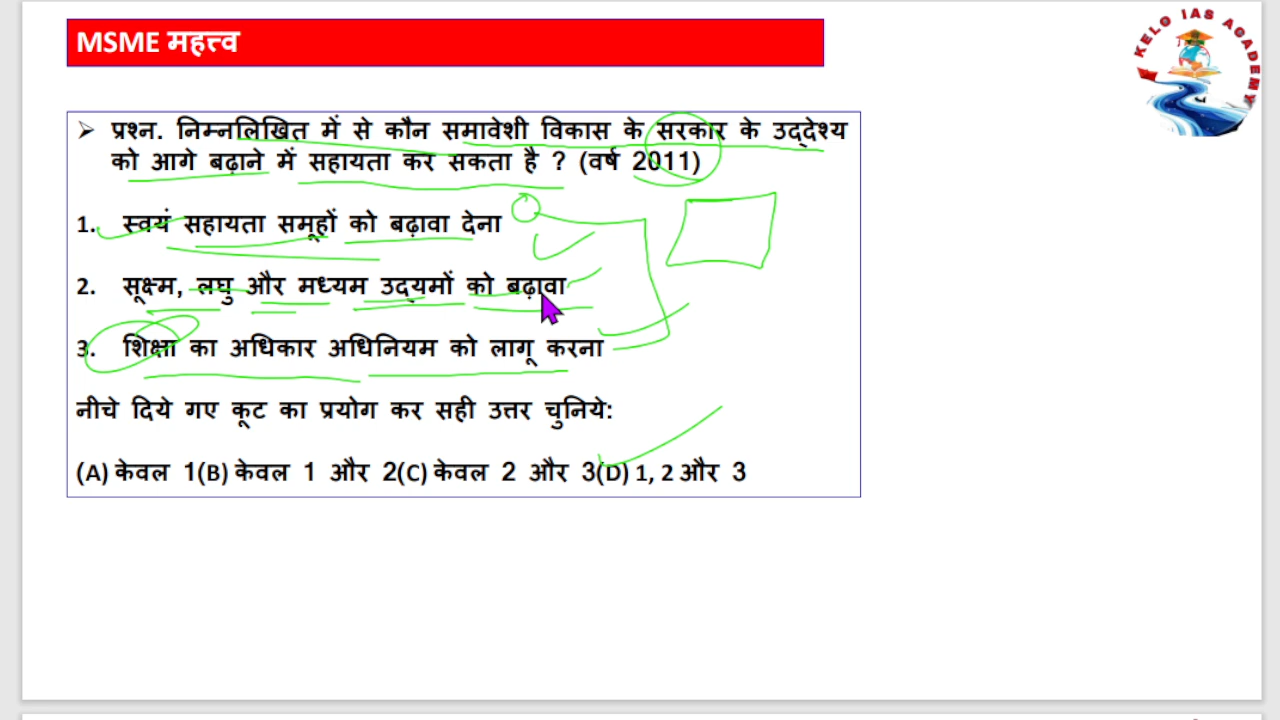 MSME महत्त्व
KELO IAS ACADEMY
➢ प्रश्न. निम्नलिखित में से कौन समावेशी विकास के सरकार के उद्देश्य
को आगे बढ़ाने में सहायता कर सकता है ? (वर्ष 2011)
1. स्वयं सहायता समूहों को बढ़ावा देना
2. सूक्ष्म, लघु और मध्यम उद्यमों को बढ़ावा
3. शिक्षा का अधिकार अधिनियम को लागू करना
नीचे दिये गए कूट का प्रयोग कर सही उत्तर चुनिये:
(A) केवल 1(B) केवल 1 और 2(C) केवल 2 और 3(D) 1, 2 और 3